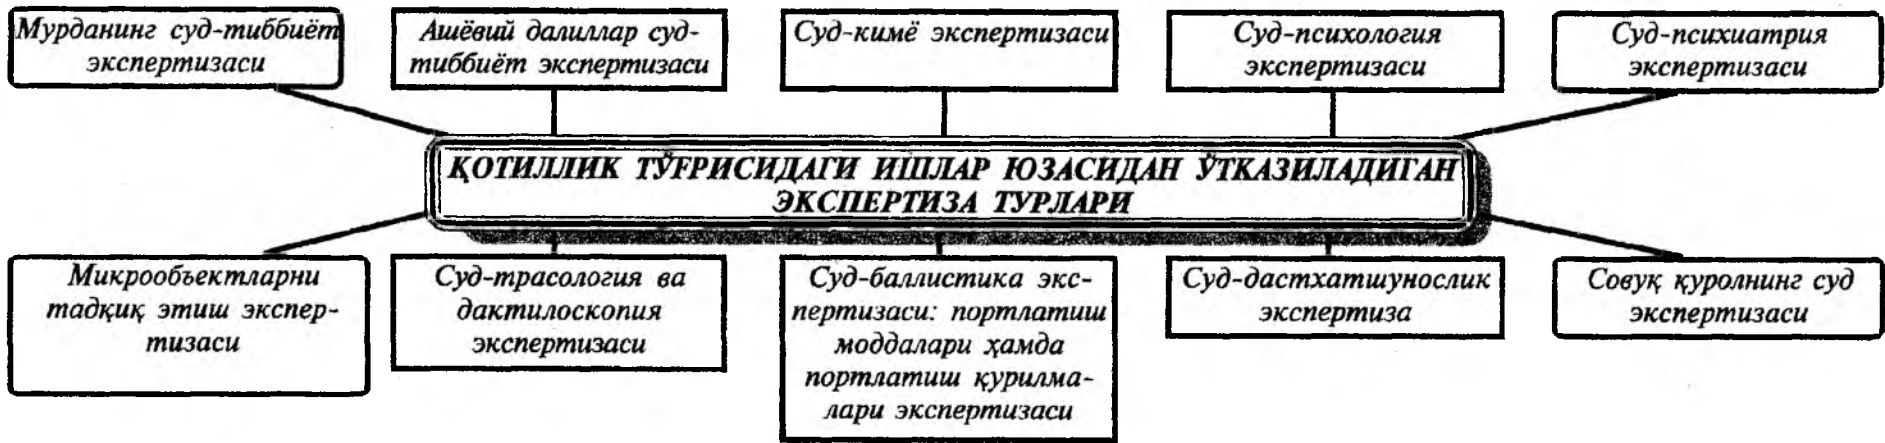 Мурданинг суд-тиббиёт
экспертизаси
Ашёвий далиллар суд-
тиббиёт экспертизаси
Суд-кимё экспертизаси
Суд-психология
экспертизаси
Суд-психиатрия
экспертизаси
ҚОТИЛЛИК ТЎҒРИСИДАГИ ИШЛАР ЮЗАСИДАН ЎТКАЗИЛАДИГАН
ЭКСПЕРТИЗА ТУРЛАРИ
Микрообъектларни
тадқиқ этиш экспер-
тизаси
Суд-трасология ва
дактилоскопия
экспертизаси
Суд-баллистика экс-
пертизаси: портлатиш
моддалари ҳамда
портлатиш қурилма-
лари экспертизаси
Суд-дастхатшунослик
экспертиза
Совуқ қуролнинг суд
экспертизаси